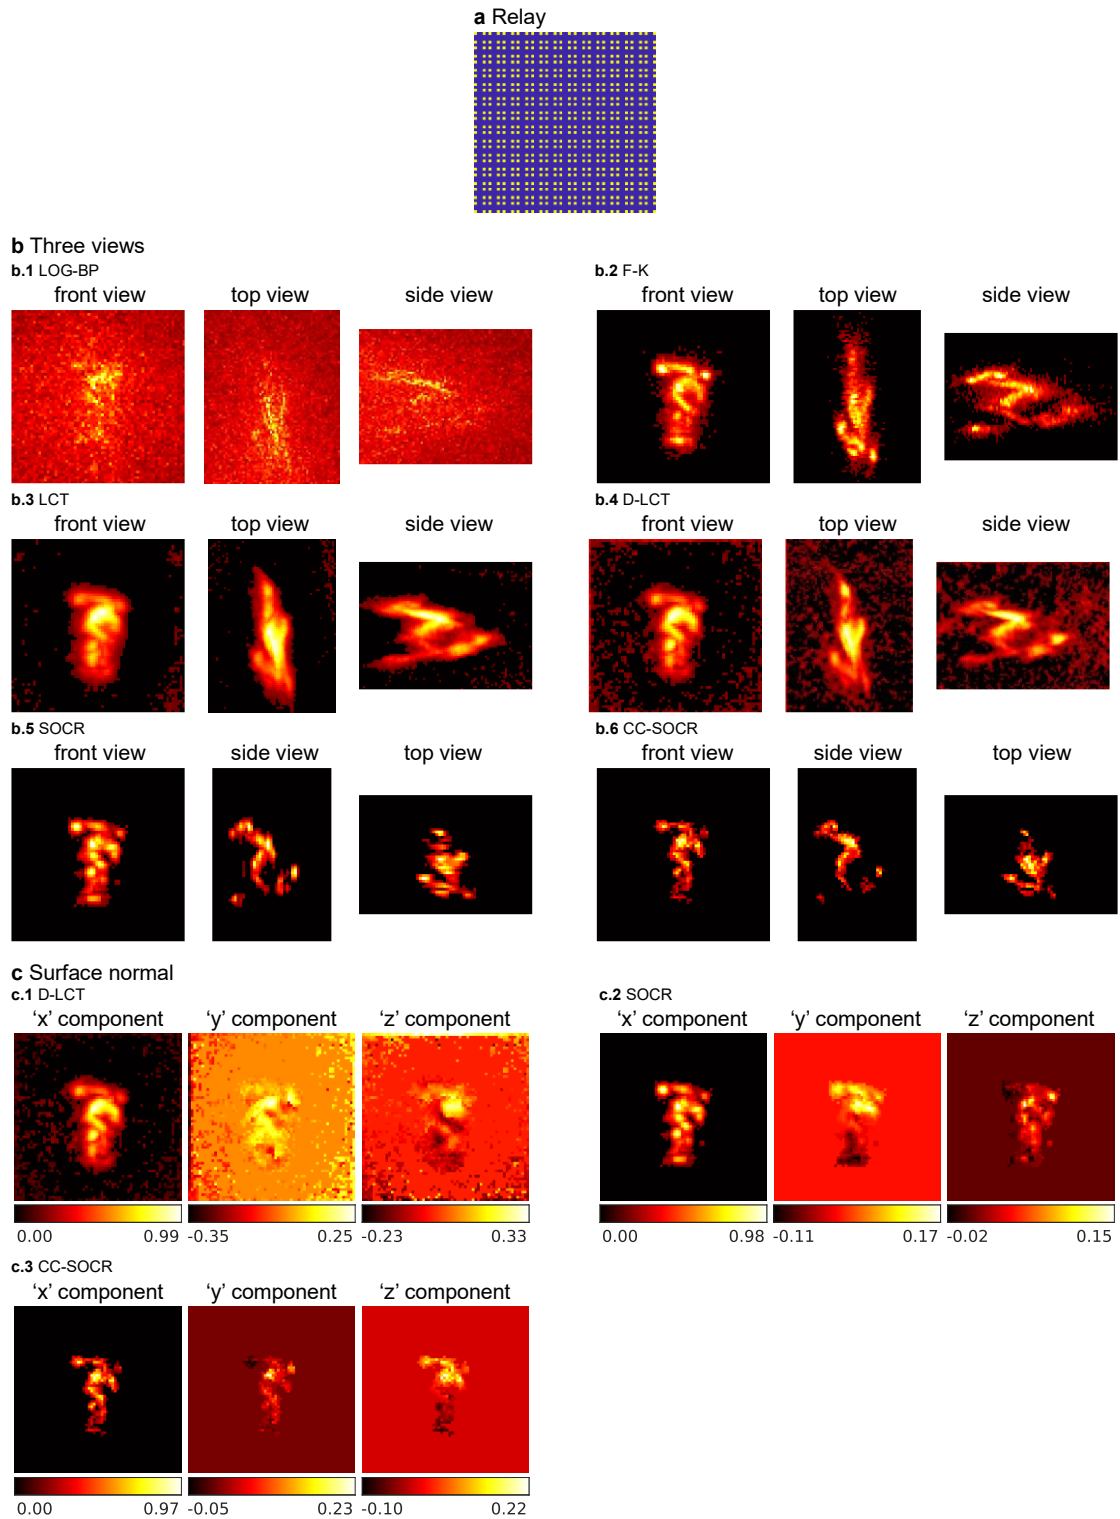 a Relay
b Three views
b.1 LOG-BP
front view top view side view
b.2 F-K
front view top view side view
b.3 LCT
front view top view side view
b.4 D-LCT
front view top view side view
b.5 SOCR
front view side view top view
b.6 CC-SOCR
front view side view top view
c Surface normal
c.1 D-LCT
‘x’ component ‘y’ component ‘z’ component
0.00 0.99 -0.35 0.25 -0.23 0.33
c.2 SOCR
‘x’ component ‘y’ component ‘z’ component
0.00 0.98 -0.11 0.17 -0.02 0.15
c.3 CC-SOCR
‘x’ component ‘y’ component ‘z’ component
0.00 0.97 -0.05 0.23 -0.10 0.22